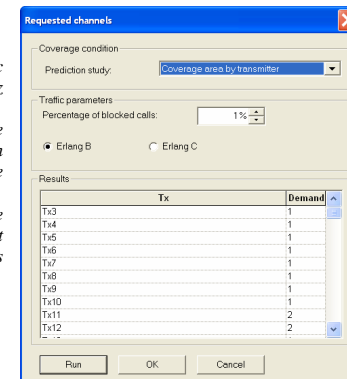 Requested channels
Coverage condition
Prediction study: Coverage area by transmitter
Traffic parameters
Percentage of blocked calls: 1%
Erlang B Erlang C
Results
Tx Demand
Tx3 1
Tx4 1
Tx5 1
Tx6 1
Tx7 1
Tx8 1
Tx9 1
Tx10 1
Tx11 2
Tx12 2
Run OK Cancel